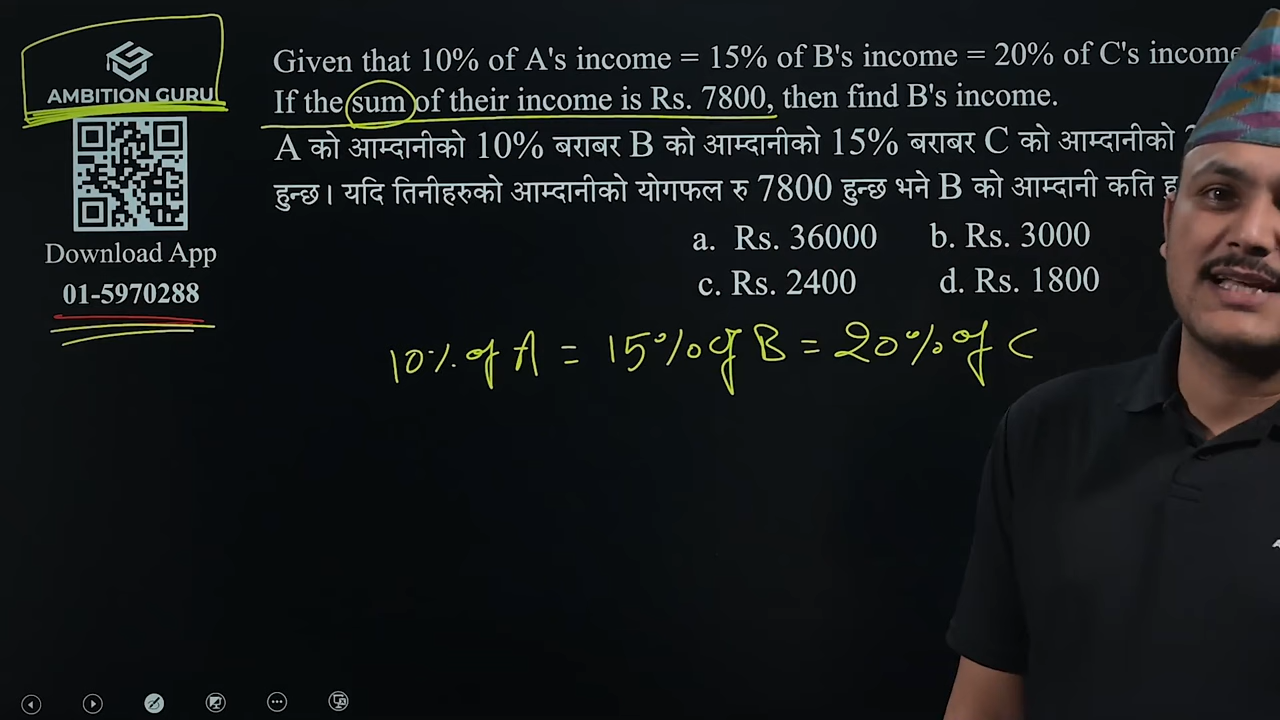 AMBITION GURU
Download App
01-5970288
Given that 10% of A's income = 15% of B's income = 20% of C's income
If the sum of their income is Rs. 7800, then find B's income.
A को आम्दानीको 10% बराबर B को आम्दानीको 15% बराबर C को आम्दानीको
हुन्छ। यदि तिनीहरुको आम्दानीको योगफल रु 7800 हुन्छ भने B को आम्दानी कति
a. Rs. 36000 b. Rs. 3000
c. Rs. 2400 d. Rs. 1800
10% of A = 15% of B = 20% of C